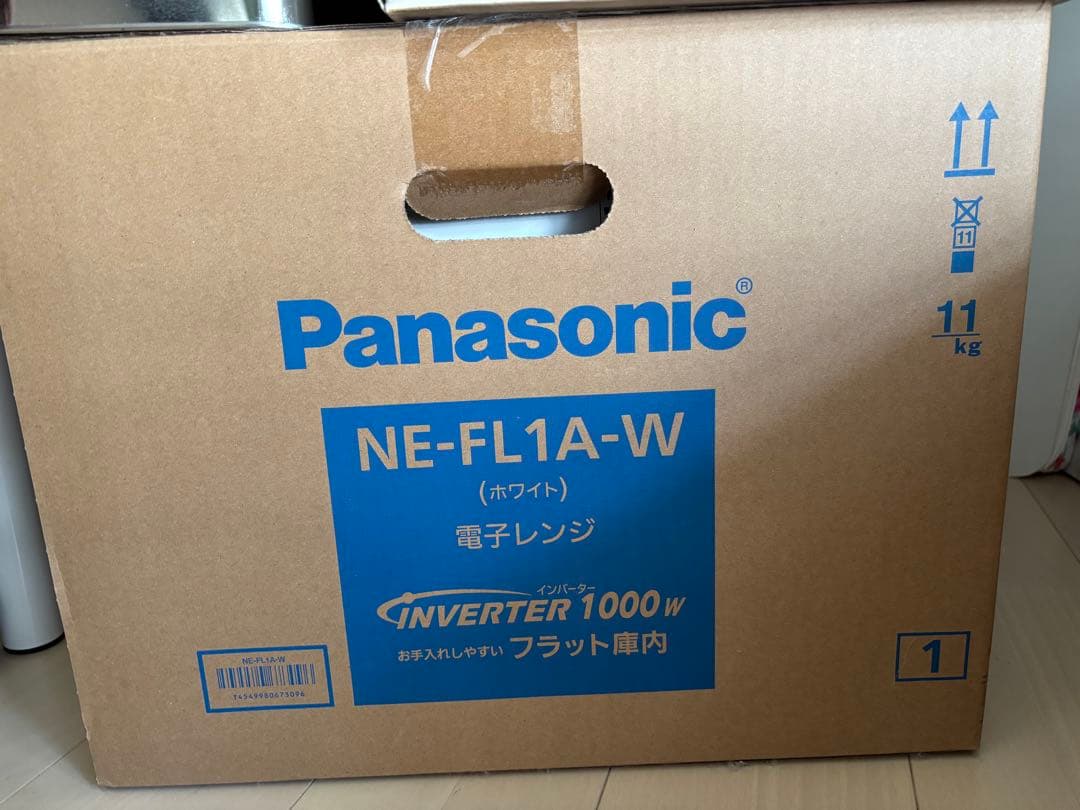 Panasonic®
11
11
kg
NE-FL1A-W
(ホワイト)
電子レンジ
インバーター
INVERTER 1000W
お手入れしやすい フラット庫内
NE-FL1A-W
T4549980673096
1